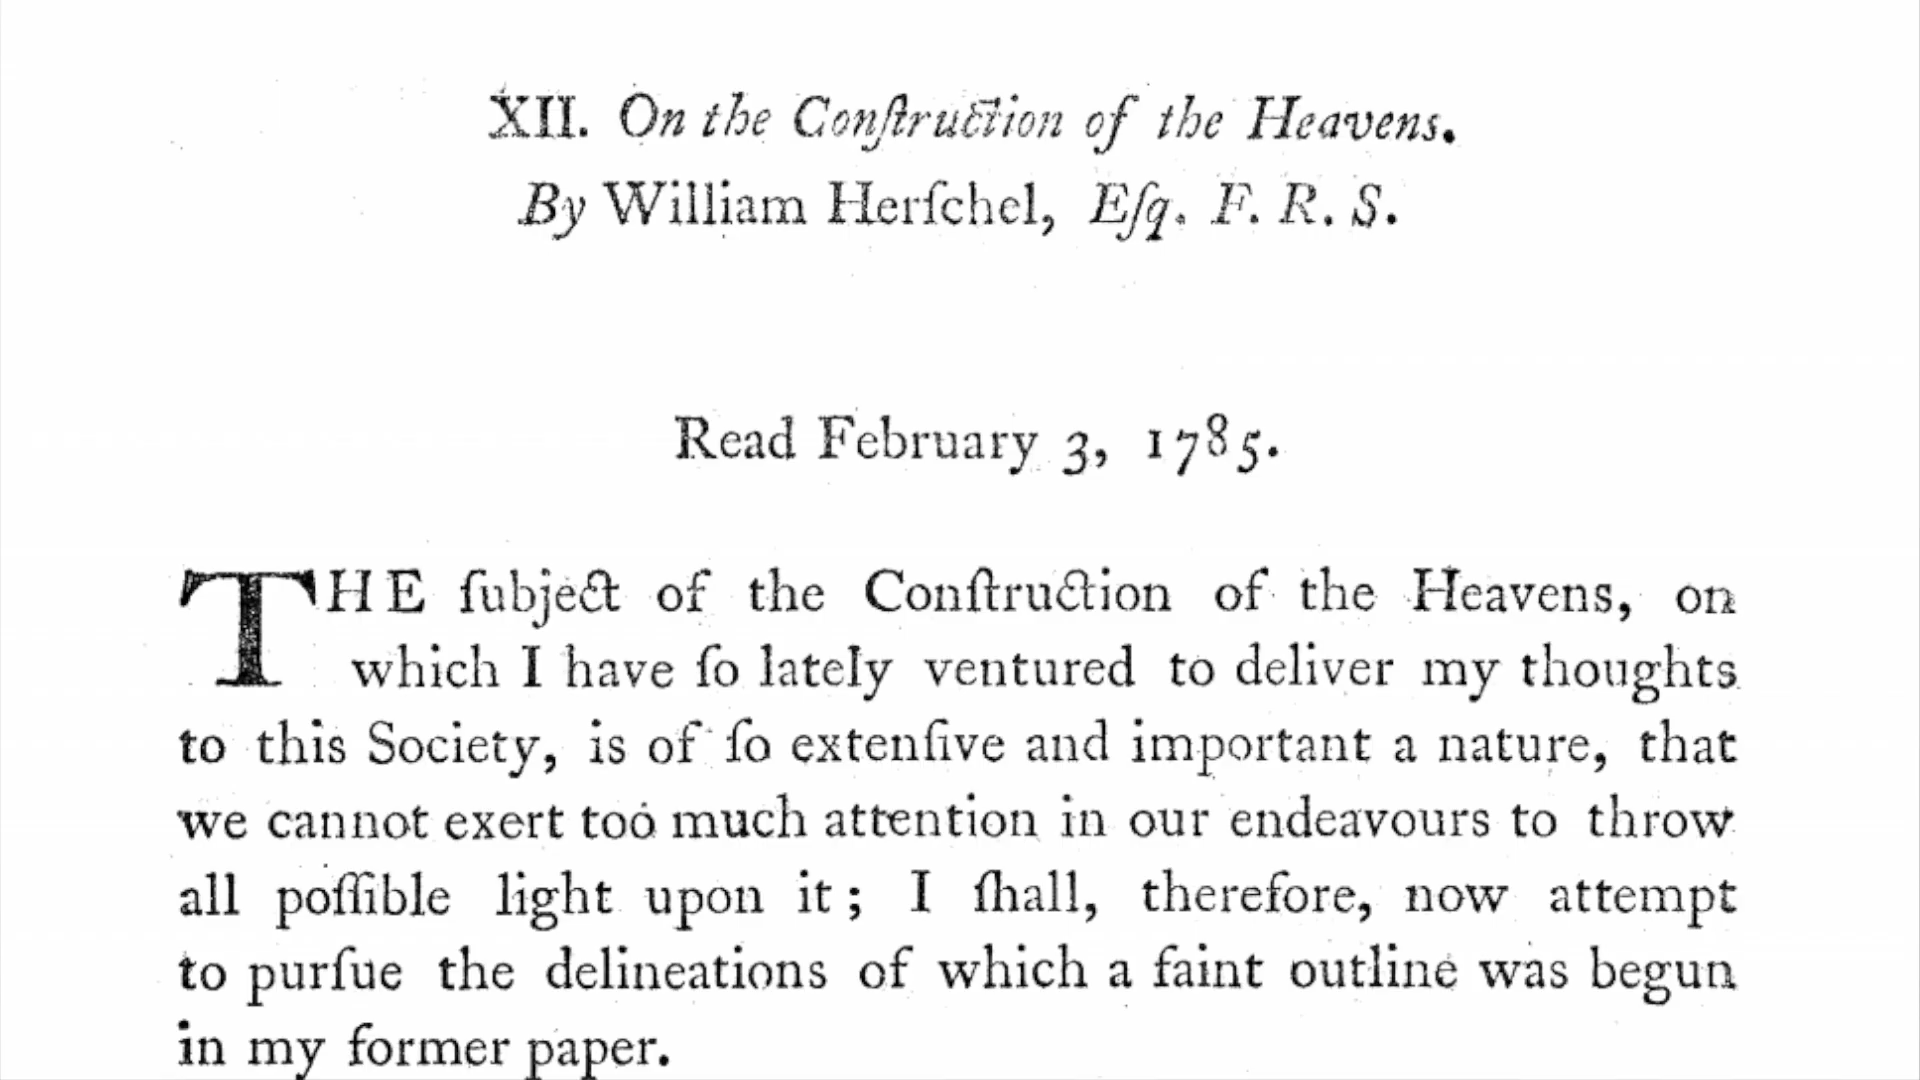 XII. On the Conſtruction of the Heavens.
By William Herſchel, Eſq. F. R. S.
Read February 3, 1785.
THE ſubject of the Conſtruction of the Heavens, on
which I have ſo lately ventured to deliver my thoughts
to this Society, is of ſo extenſive and important a nature, that
we cannot exert too much attention in our endeavours to throw
all poſſible light upon it; I ſhall, therefore, now attempt
to purſue the delineations of which a faint outline was begun
in my former paper.